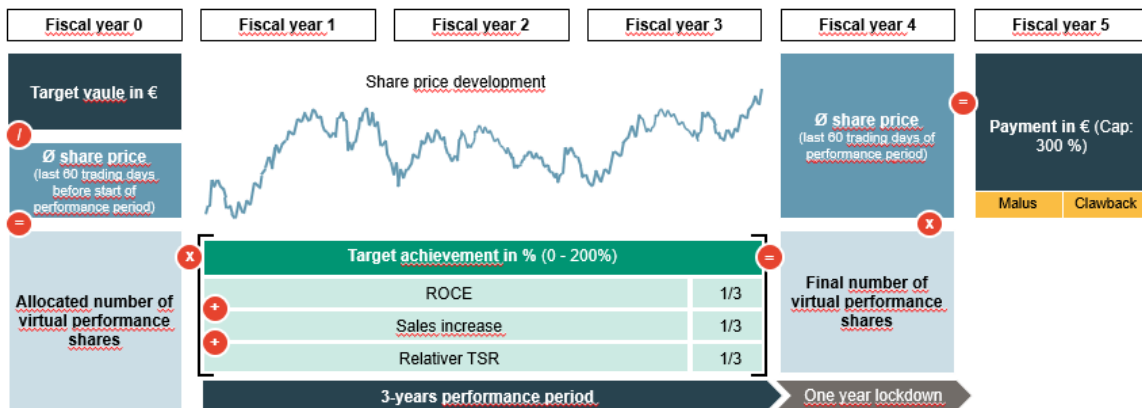 Fiscal year 0
Fiscal year 1
Fiscal year 2
Fiscal year 3
Fiscal year 4
Fiscal year 5
Target vaule in €
/
Ø share price
(last 60 trading days
before start of
performance period)
=
Allocated number of
virtual performance
shares
Share price development
x
Target achievement in % (0 - 200%)
ROCE
1/3
+
Sales increase
1/3
+
Relativer TSR
1/3
=
3-years performance period
Ø share price
(last 60 trading days of
performance period)
x
Final number of
virtual performance
shares
One year lockdown
=
Payment in € (Cap:
300 %)
Malus
Clawback